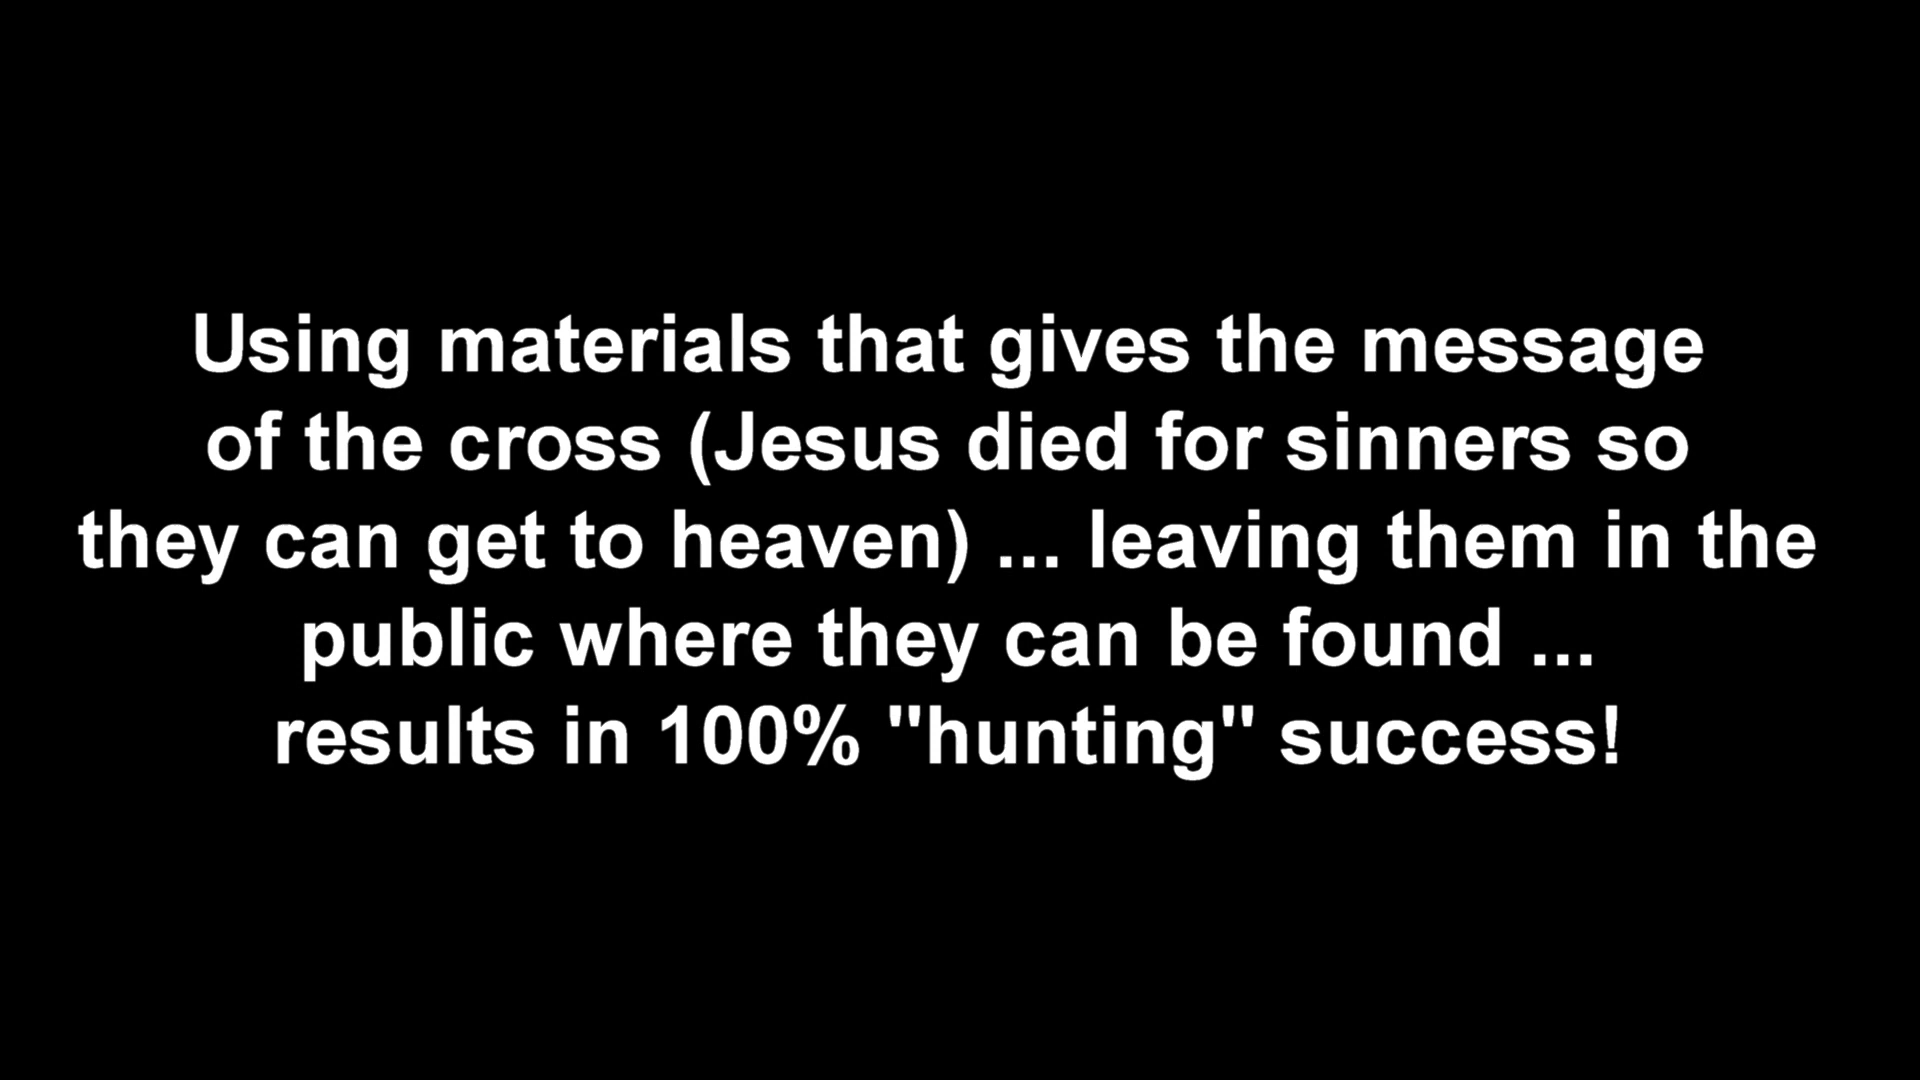 Using materials that gives the message
of the cross (Jesus died for sinners so
they can get to heaven) ... leaving them in the
public where they can be found ...
results in 100% "hunting" success!